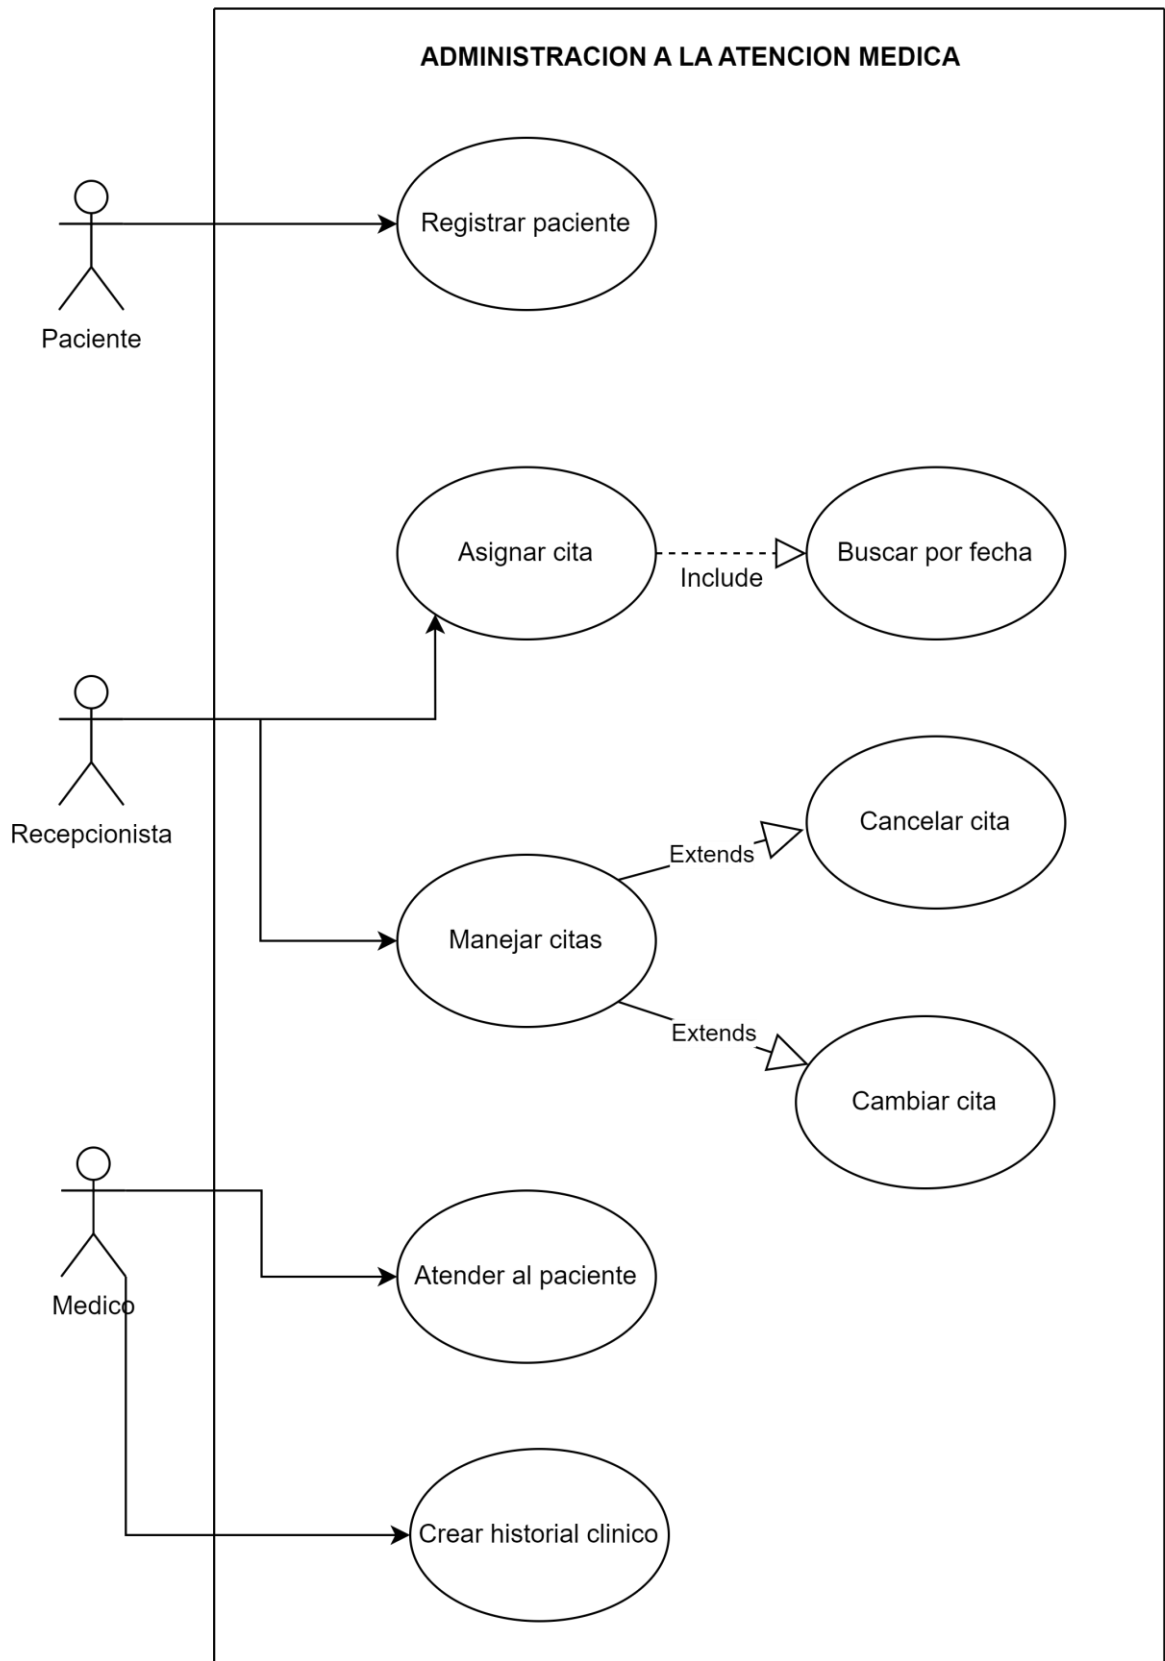 ADMINISTRACION A LA ATENCION MEDICA
Registrar paciente
Paciente
Asignar cita
Include
Buscar por fecha
Recepcionista
Manejar citas
Extends
Cancelar cita
Extends
Cambiar cita
Medico
Atender al paciente
Crear historial clinico